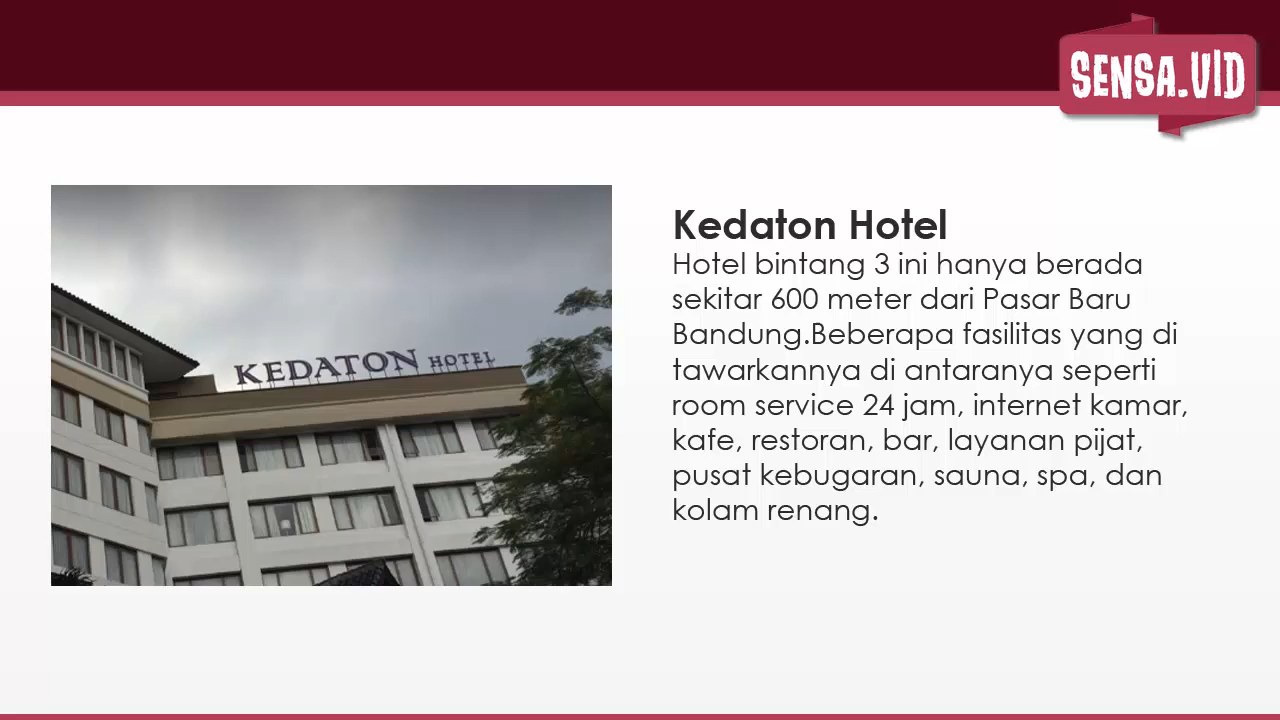 SENSA.VID
KEDATON HOTEL
Kedaton Hotel
Hotel bintang 3 ini hanya berada
sekitar 600 meter dari Pasar Baru
Bandung.Beberapa fasilitas yang di
tawarkannya di antaranya seperti
room service 24 jam, internet kamar,
kafe, restoran, bar, layanan pijat,
pusat kebugaran, sauna, spa, dan
kolam renang.